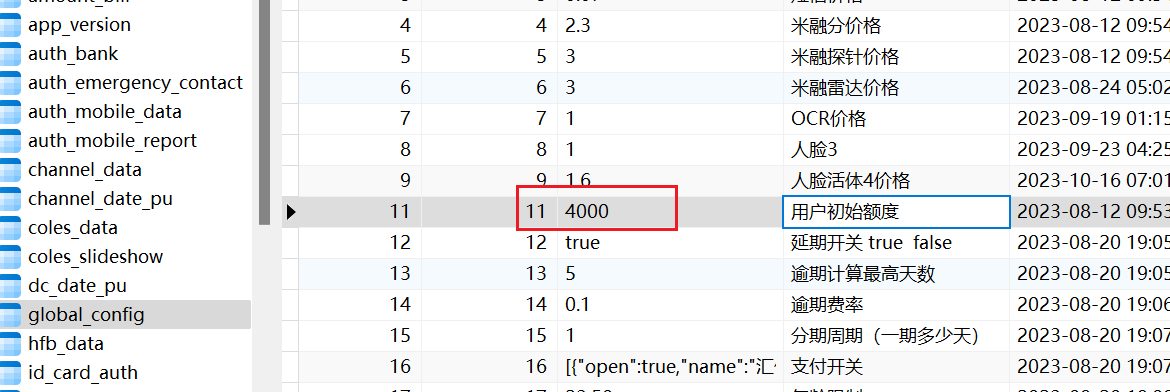 app_version
auth_bank
auth_emergency_contact
auth_mobile_data
auth_mobile_report
channel_data
channel_date_pu
coles_data
coles_slideshow
dc_date_pu
global_config
hfb_data
id_card_auth
4 4 2.3 米融分价格 2023-08-12 09:54
5 5 3 米融探针价格 2023-08-12 09:54
6 6 3 米融雷达价格 2023-08-24 05:02
7 7 1 OCR价格 2023-09-19 01:15
8 8 1 人脸3 2023-09-23 04:25
9 9 1.6 人脸活体4价格 2023-10-16 07:01
11 11 4000 用户初始额度 2023-08-12 09:53
12 12 true 延期开关 true false 2023-08-20 19:05
13 13 5 逾期计算最高天数 2023-08-20 19:05
14 14 0.1 逾期费率 2023-08-20 19:06
15 15 1 分期周期（一期多少天） 2023-08-20 19:07
16 16 [{"open":true,"name":"汇 支付开关 2023-08-20 19:07